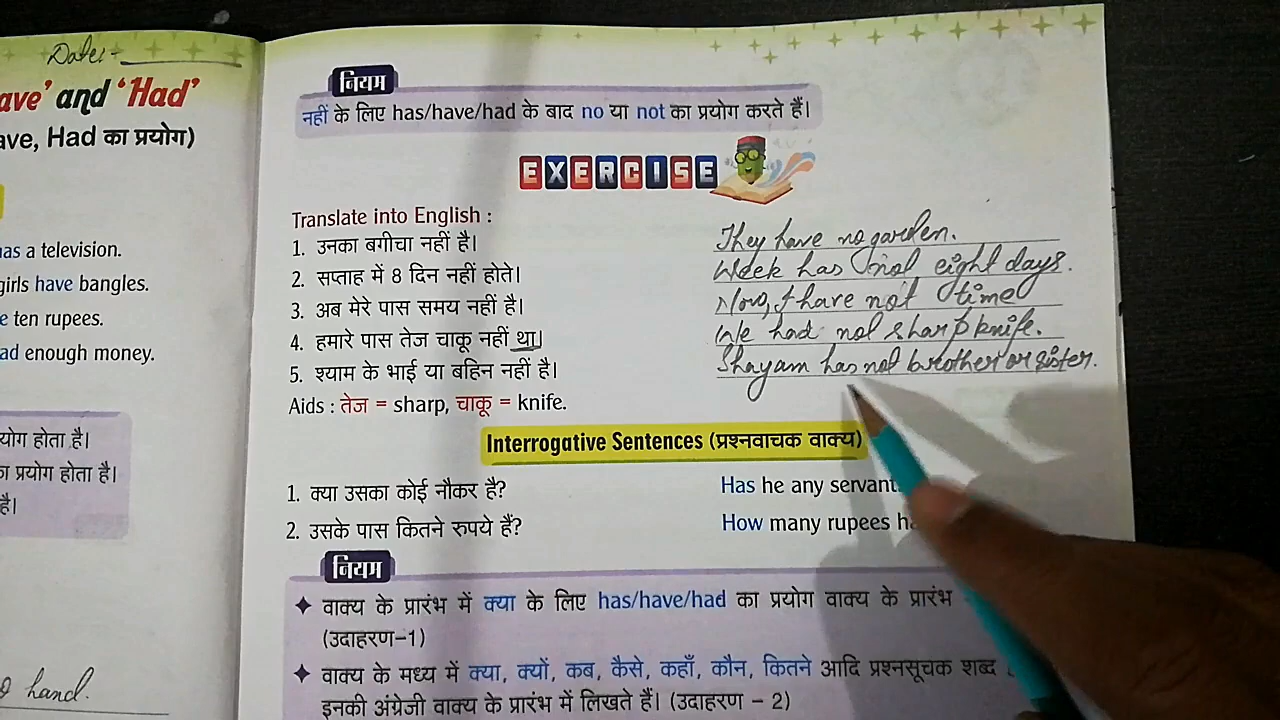 Date:-
ave' and 'Had'
ave, Had का प्रयोग)
as a television.
girls have bangles.
e ten rupees.
ad enough money.
योग होता है।
का प्रयोग होता है।
है।
hand.
नियम
नहीं के लिए has/have/had के बाद no या not का प्रयोग करते हैं।
EXERCISE
Translate into English :
1. उनका बगीचा नहीं है। They have no garden.
2. सप्ताह में 8 दिन नहीं होते। Week has not eight days.
3. अब मेरे पास समय नहीं है। Now, I have not time
4. हमारे पास तेज चाकू नहीं था। We had not sharp knife.
5. श्याम के भाई या बहिन नहीं है। Shayam has not brother or sister.
Aids : तेज = sharp, चाकू = knife.
Interrogative Sentences (प्रश्नवाचक वाक्य)
1. क्या उसका कोई नौकर है? Has he any servant
2. उसके पास कितने रुपये हैं? How many rupees ha
नियम
वाक्य के प्रारंभ में क्या के लिए has/have/had का प्रयोग वाक्य के प्रारंभ
(उदाहरण-1)
वाक्य के मध्य में क्या, क्यों, कब, कैसे, कहाँ, कौन, कितने आदि प्रश्नसूचक शब्द
इनकी अंग्रेजी वाक्य के प्रारंभ में लिखते हैं। (उदाहरण - 2)